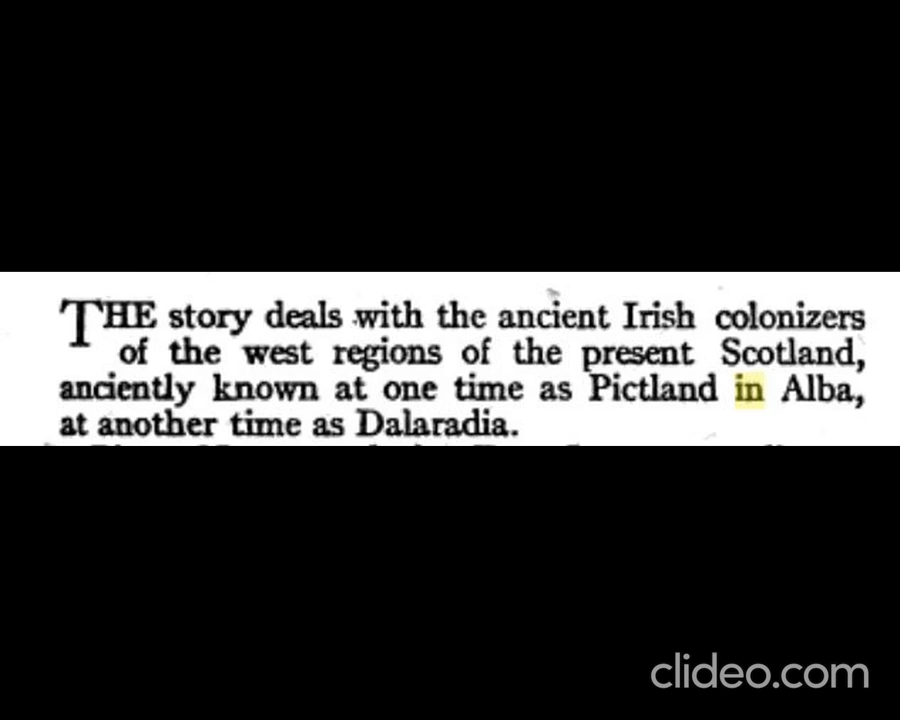 THE story deals with the ancient Irish colonizers
of the west regions of the present Scotland,
anciently known at one time as Pictland in Alba,
at another time as Dalaradia.
clideo.com